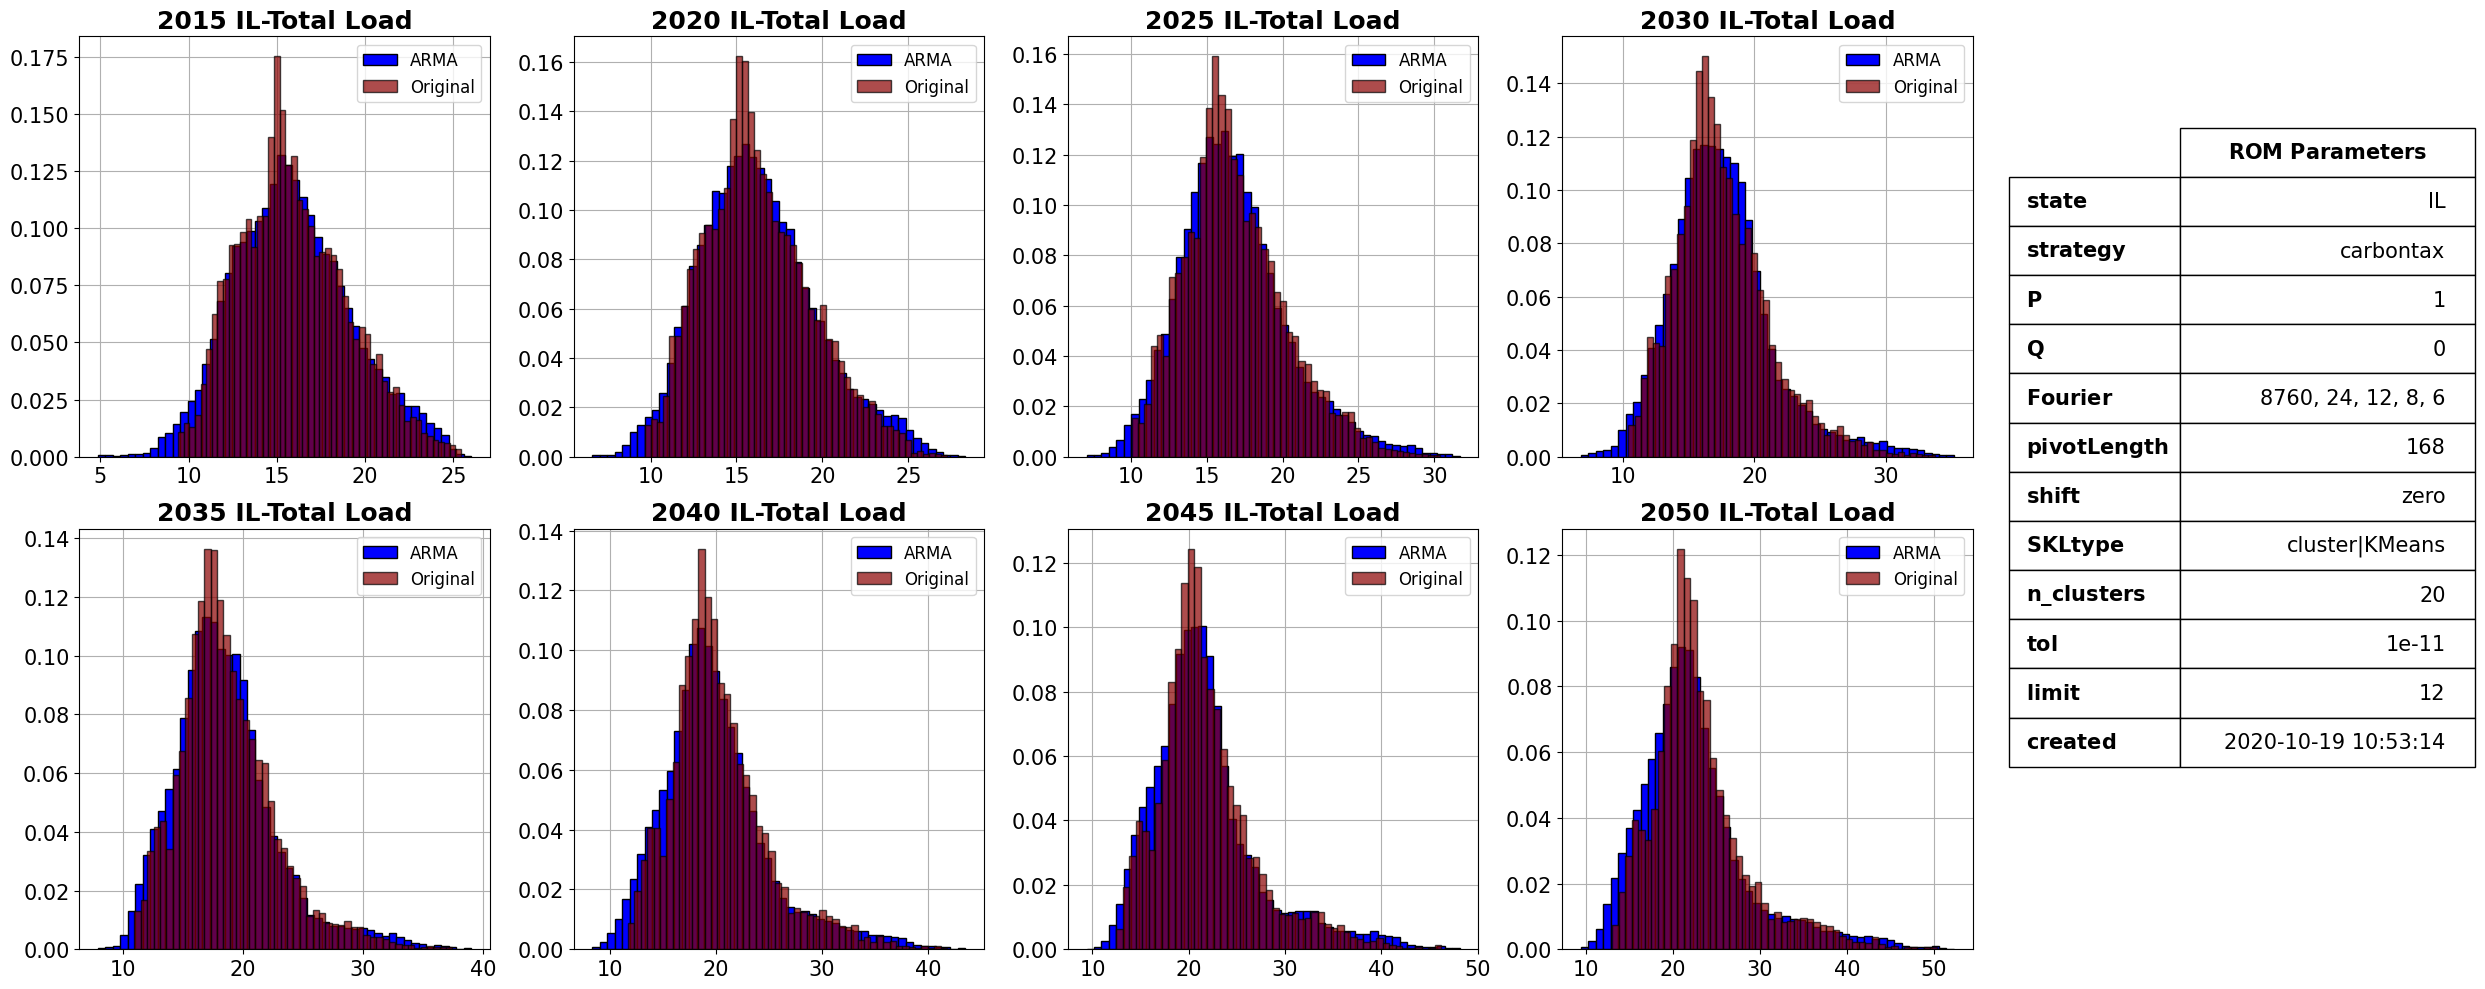 2015 IL-Total Load
0.175
0.150
0.125
0.100
0.075
0.050
0.025
0.000
5 10 15 20 25
ARMA
Original
2020 IL-Total Load
0.16
0.14
0.12
0.10
0.08
0.06
0.04
0.02
0.00
10 15 20 25
ARMA
Original
2025 IL-Total Load
0.16
0.14
0.12
0.10
0.08
0.06
0.04
0.02
0.00
10 15 20 25 30
ARMA
Original
2030 IL-Total Load
0.14
0.12
0.10
0.08
0.06
0.04
0.02
0.00
10 20 30
ARMA
Original
2035 IL-Total Load
0.14
0.12
0.10
0.08
0.06
0.04
0.02
0.00
10 20 30 40
ARMA
Original
2040 IL-Total Load
0.14
0.12
0.10
0.08
0.06
0.04
0.02
0.00
10 20 30 40
ARMA
Original
2045 IL-Total Load
0.12
0.10
0.08
0.06
0.04
0.02
0.00
10 20 30 40 50
ARMA
Original
2050 IL-Total Load
0.12
0.10
0.08
0.06
0.04
0.02
0.00
10 20 30 40 50
ARMA
Original
ROM Parameters
state IL
strategy carbontax
P 1
Q 0
Fourier 8760, 24, 12, 8, 6
pivotLength 168
shift zero
SKLtype cluster|KMeans
n_clusters 20
tol 1e-11
limit 12
created 2020-10-19 10:53:14